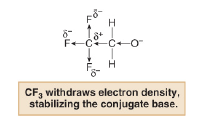 δ⁻
F H
δ⁻ δ⁺
F C C O⁻
F H
δ⁻
CF₃ withdraws electron density,
stabilizing the conjugate base.